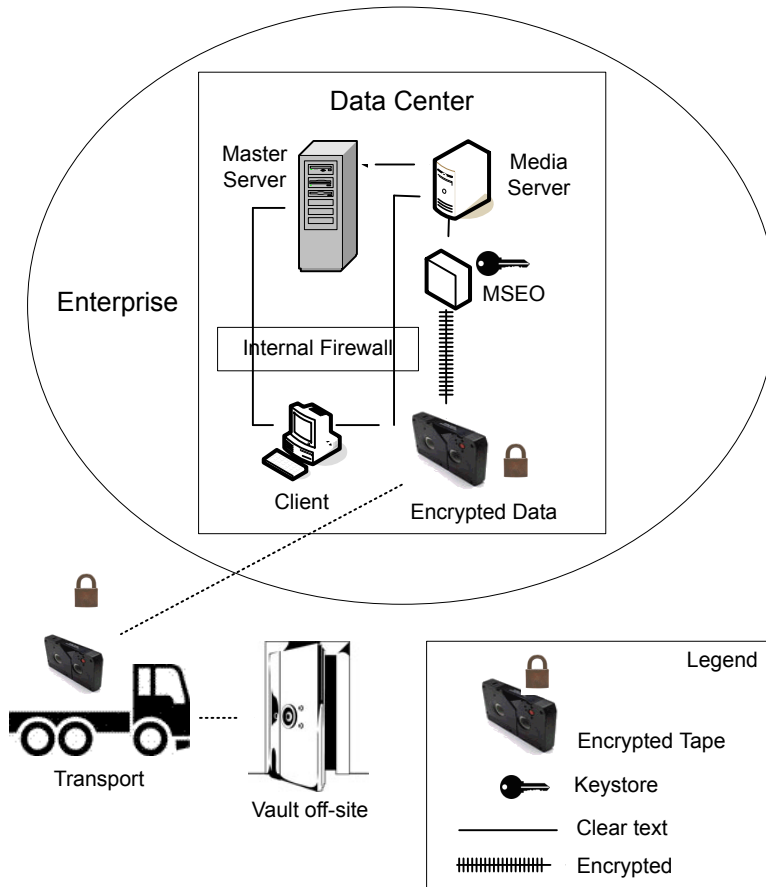 Data Center
Master
Server
Media
Server
Enterprise
MSEO
Internal Firewall
Client
Encrypted Data
Transport
Vault off-site
Legend
Encrypted Tape
Keystore
Clear text
Encrypted